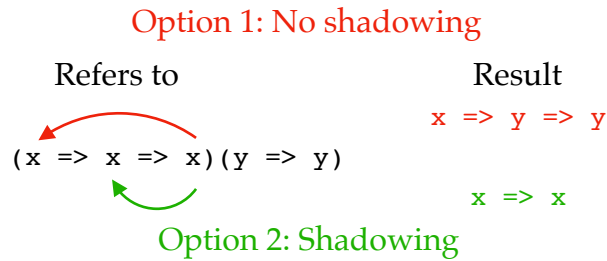 Option 1: No shadowing
Refers to
Result
x => y => y
(x => x => x)(y => y)
x => x
Option 2: Shadowing